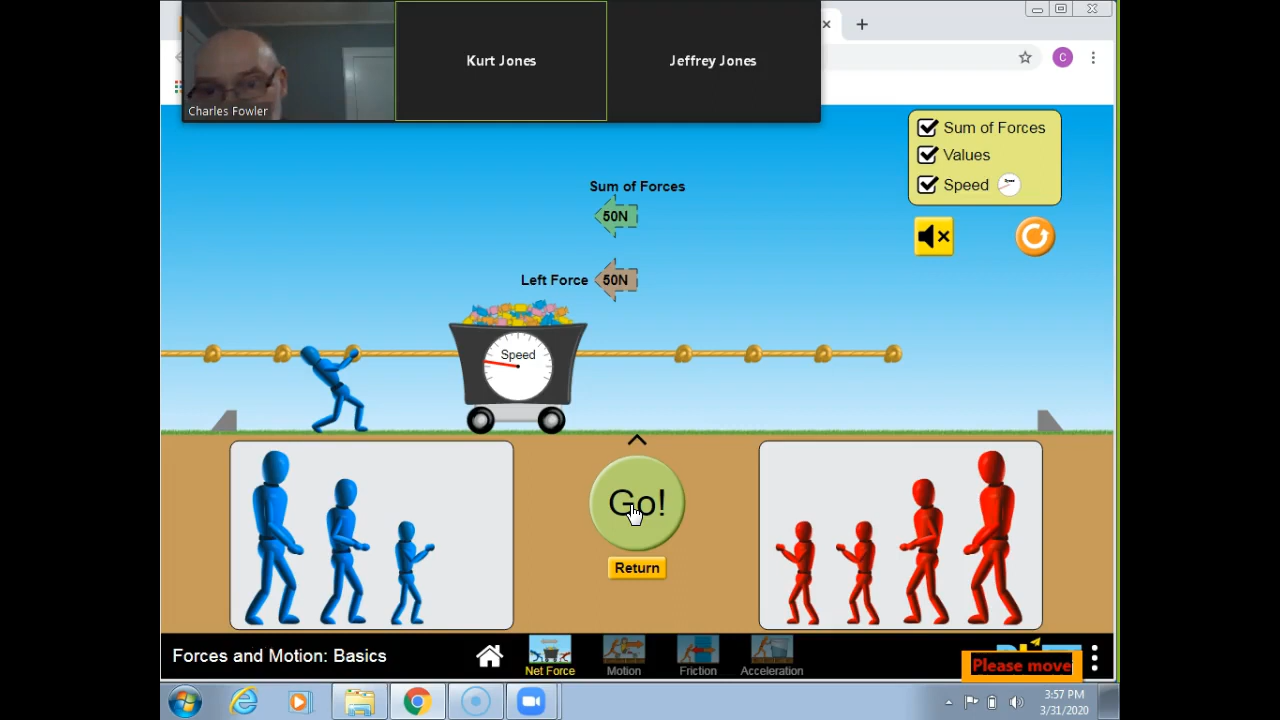 Kurt Jones
Jeffrey Jones
Charles Fowler
C
Sum of Forces
Values
Speed
Sum of Forces
50N
Left Force
50N
Speed
Go!
Return
Forces and Motion: Basics
Net Force
Motion
Friction
Acceleration
Please move
3:57 PM
3/31/2020